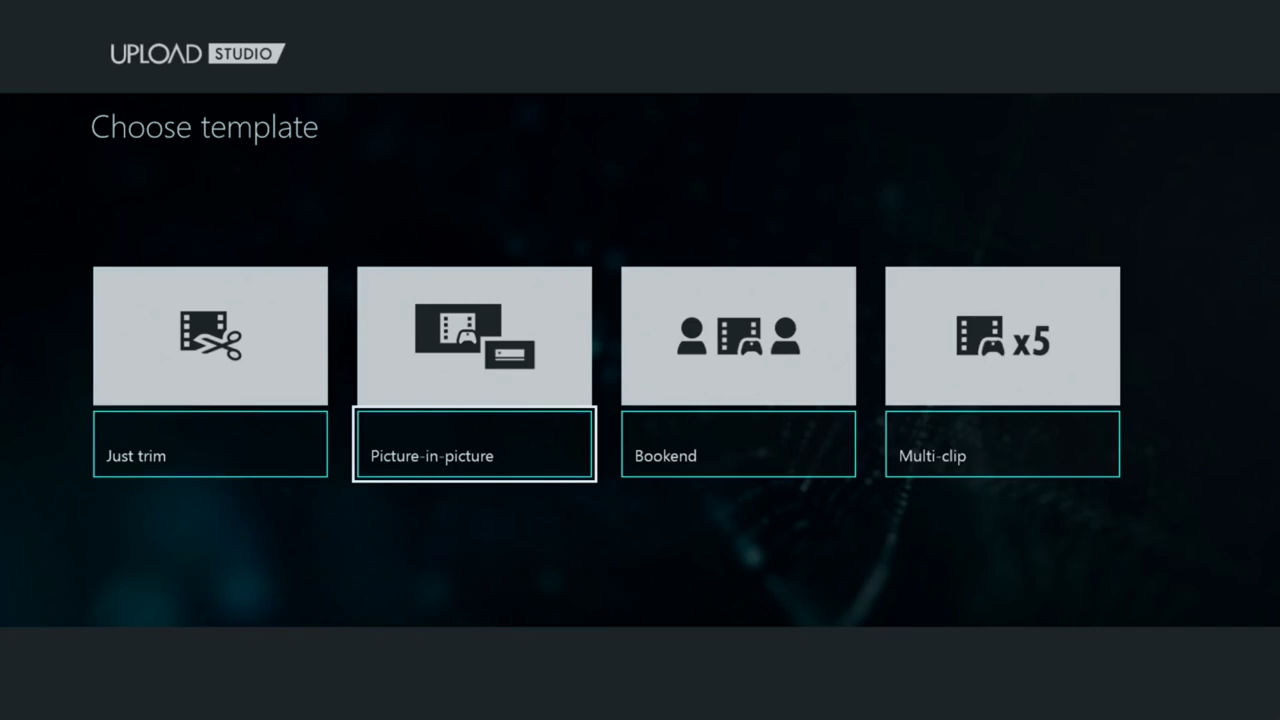 UPLOAD STUDIO
Choose template
x5
Just trim
Picture-in-picture
Bookend
Multi-clip